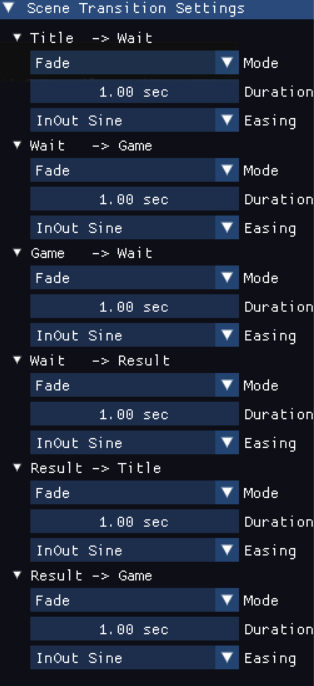 Scene Transition Settings
Title -> Wait
Fade Mode
1.00 sec Duration
InOut Sine Easing
Wait -> Game
Fade Mode
1.00 sec Duration
InOut Sine Easing
Game -> Wait
Fade Mode
1.00 sec Duration
InOut Sine Easing
Wait -> Result
Fade Mode
1.00 sec Duration
InOut Sine Easing
Result -> Title
Fade Mode
1.00 sec Duration
InOut Sine Easing
Result -> Game
Fade Mode
1.00 sec Duration
InOut Sine Easing